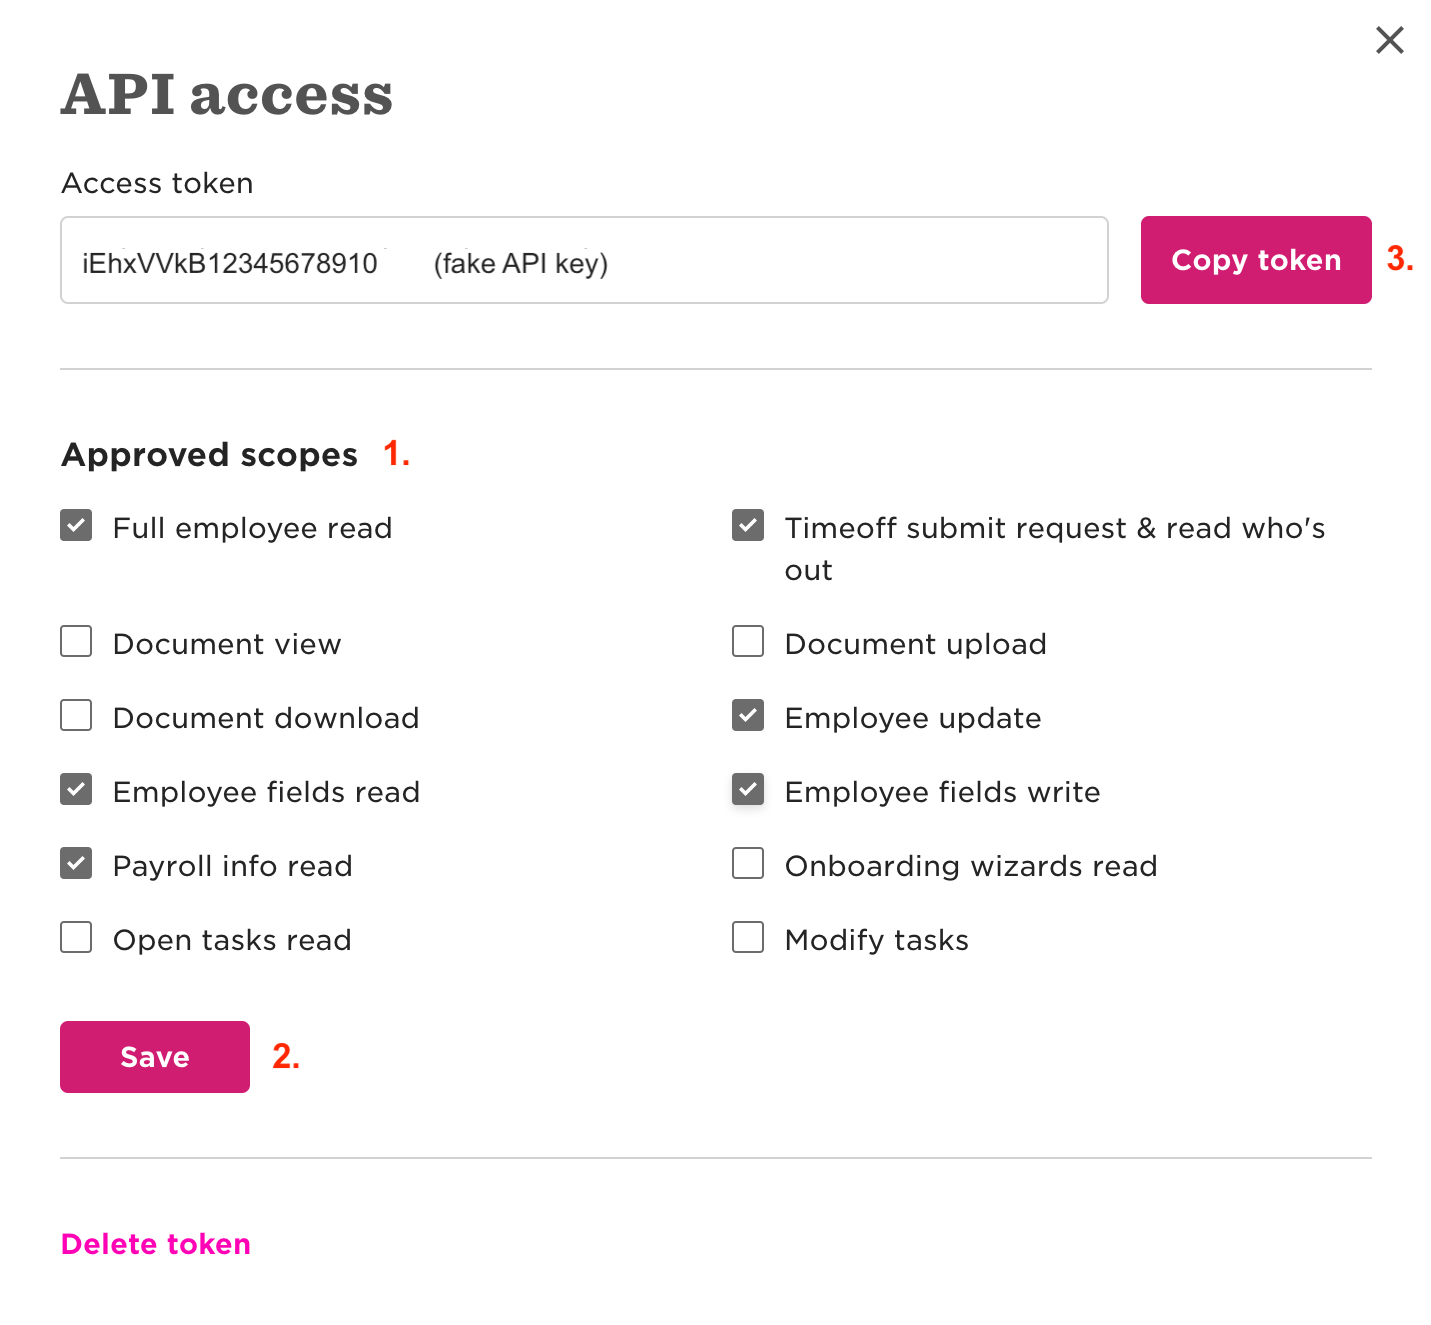 API access
Access token
iEhxVVkB12345678910 (fake API key)
Copy token 3.
Approved scopes 1.
Full employee read
Timeoff submit request & read who's
out
Document view
Document upload
Document download
Employee update
Employee fields read
Employee fields write
Payroll info read
Onboarding wizards read
Open tasks read
Modify tasks
Save 2.
Delete token